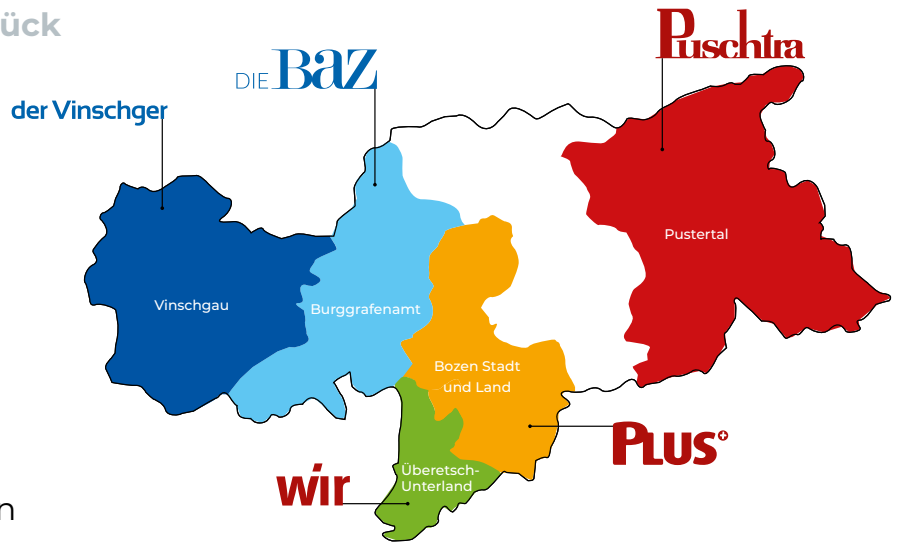 ück
Puschtra
DIE BaZ
der Vinschger
Pustertal
Vinschgau
Burggrafenamt
Bozen Stadt
und Land
PLUS+
Überetsch-
Unterland
wir
n